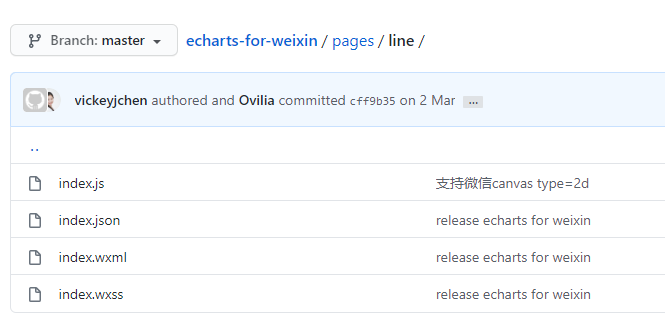 Branch: master echarts-for-weixin / pages / line /
vickeyjchen authored and Ovilia committed cff9b35 on 2 Mar ...
..
index.js 支持微信canvas type=2d
index.json release echarts for weixin
index.wxml release echarts for weixin
index.wxss release echarts for weixin